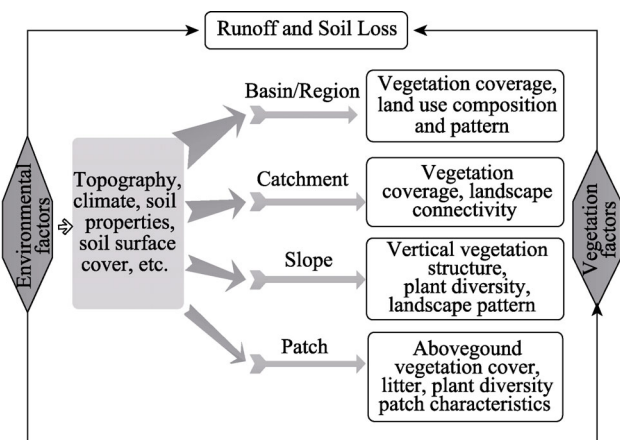 Runoff and Soil Loss
Environmental
factors
Topography,
climate, soil
properties,
soil surface
cover, etc.
Basin/Region
Vegetation coverage,
land use composition
and pattern
Catchment
Vegetation
coverage, landscape
connectivity
Slope
Vertical vegetation
structure,
plant diversity,
landscape pattern
Patch
Abovegound
vegetation cover,
litter, plant diversity
patch characteristics
Vegetation
factors